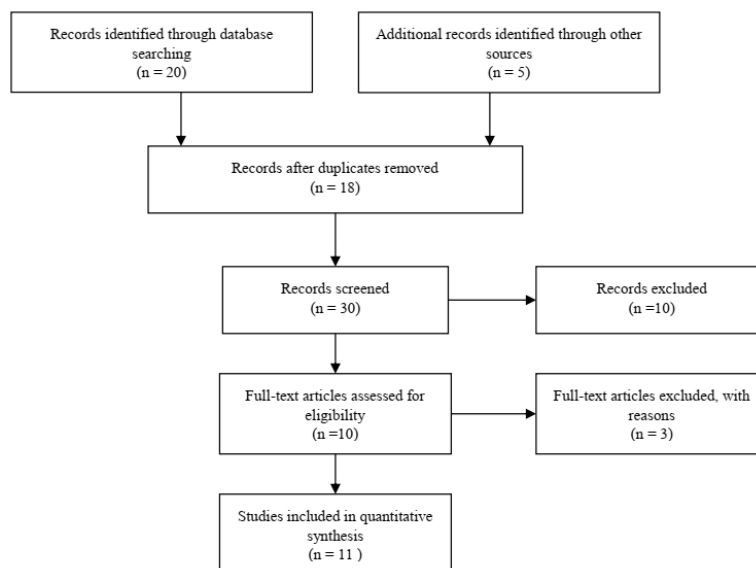 Records identified through database
searching
(n = 20)
Additional records identified through other
sources
(n = 5)
Records after duplicates removed
(n = 18)
Records screened
(n = 30)
Records excluded
(n =10)
Full-text articles assessed for
eligibility
(n =10)
Full-text articles excluded, with
reasons
(n = 3)
Studies included in quantitative
synthesis
(n = 11 )